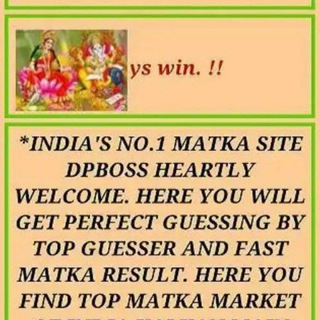 ys win. !!
*INDIA'S NO.1 MATKA SITE
DPBOSS HEARTLY
WELCOME. HERE YOU WILL
GET PERFECT GUESSING BY
TOP GUESSER AND FAST
MATKA RESULT. HERE YOU
FIND TOP MATKA MARKET